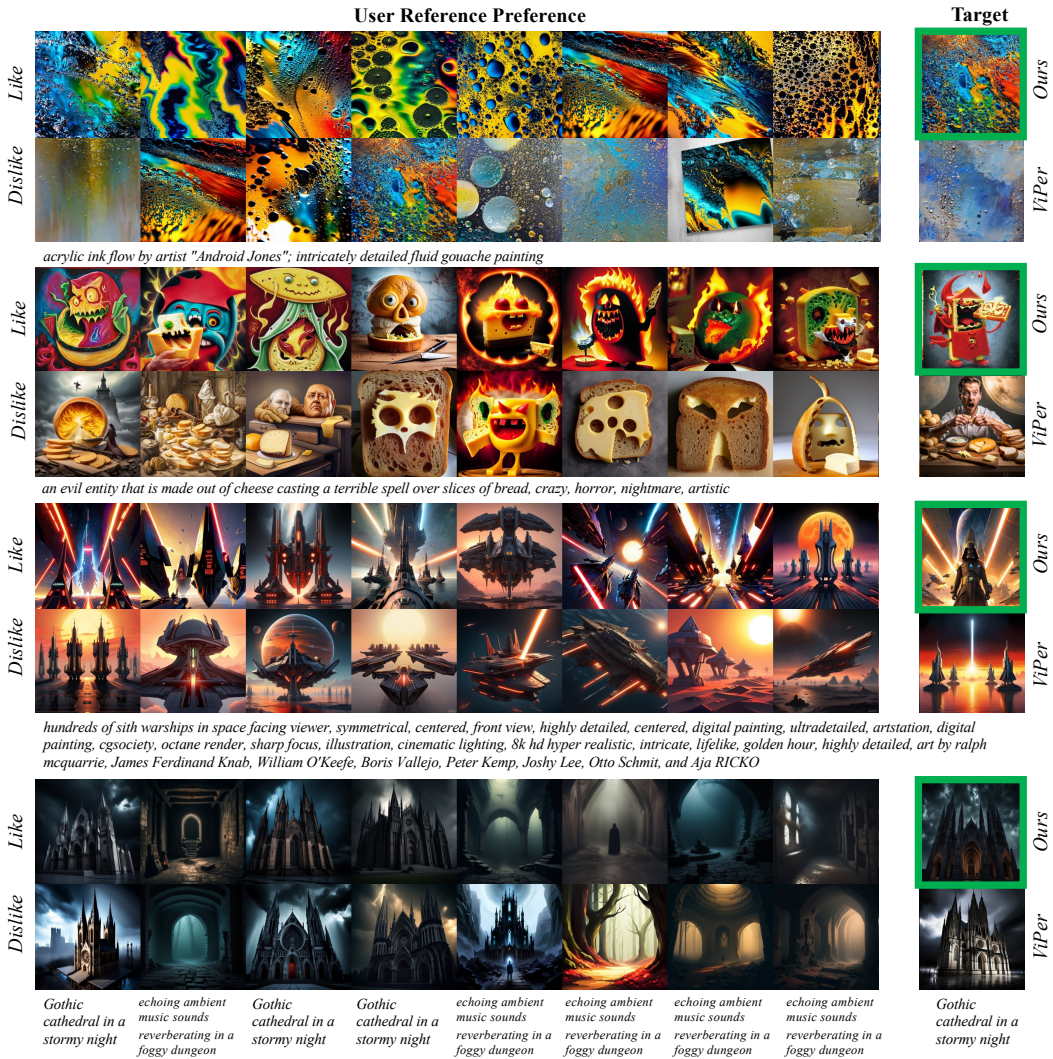 User Reference Preference
Target
Like
Ours
Dislike
ViPer
acrylic ink flow by artist "Android Jones"; intricately detailed fluid gouache painting
Like
Ours
Dislike
ViPer
an evil entity that is made out of cheese casting a terrible spell over slices of bread, crazy, horror, nightmare, artistic
Like
Ours
Dislike
ViPer
hundreds of sith warships in space facing viewer, symmetrical, centered, front view, highly detailed, centered, digital painting, ultradetailed, artstation, digital
painting, cgsociety, octane render, sharp focus, illustration, cinematic lighting, 8k hd hyper realistic, intricate, lifelike, golden hour, highly detailed, art by ralph
mcquarrie, James Ferdinand Knab, William O'Keefe, Boris Vallejo, Peter Kemp, Joshy Lee, Otto Schmit, and Aja RICKO
Like
Ours
Dislike
ViPer
Gothic
cathedral in a
stormy night
echoing ambient
music sounds
reverberating in a
foggy dungeon
Gothic
cathedral in a
stormy night
Gothic
cathedral in a
stormy night
echoing ambient
music sounds
reverberating in a
foggy dungeon
echoing ambient
music sounds
reverberating in a
foggy dungeon
echoing ambient
music sounds
reverberating in a
foggy dungeon
echoing ambient
music sounds
reverberating in a
foggy dungeon
Gothic
cathedral in a
stormy night